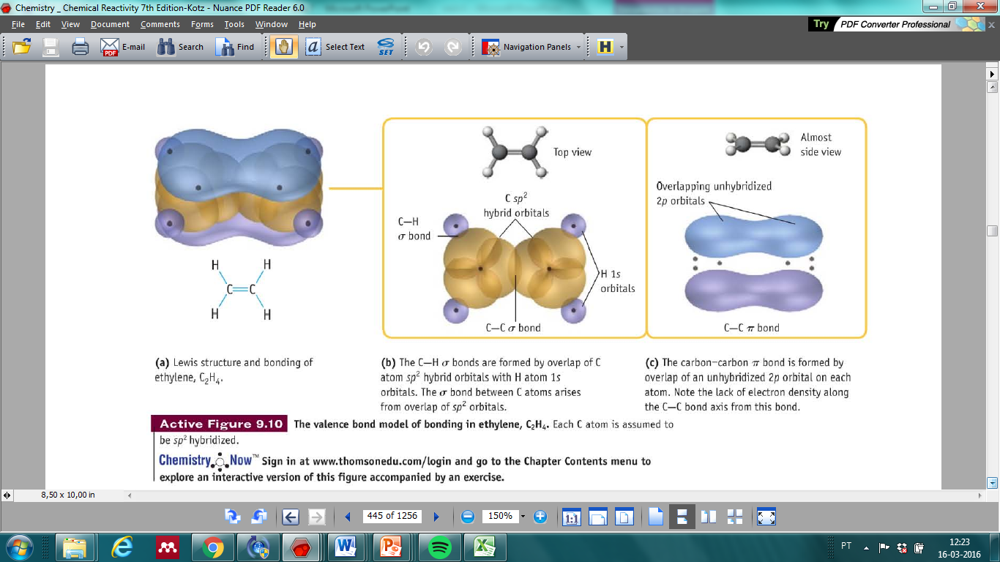 Chemistry _ Chemical Reactivity 7th Edition-Kotz - Nuance PDF Reader 6.0
File Edit View Document Comments Forms Tools Window Help
Try PDF Converter Professional
PDF E-mail Search Find a Select Text SET Navigation Panels H
Top view
C sp² hybrid orbitals
C—H
σ bond
H 1s
orbitals
C—C σ bond
Almost
side view
Overlapping unhybridized
2p orbitals
C—C π bond
H H
C=C
H H
(a) Lewis structure and bonding of
ethylene, C₂H₄.
(b) The C—H σ bonds are formed by overlap of C
atom sp² hybrid orbitals with H atom 1s
orbitals. The σ bond between C atoms arises
from overlap of sp² orbitals.
(c) The carbon–carbon π bond is formed by
overlap of an unhybridized 2p orbital on each
atom. Note the lack of electron density along
the C—C bond axis from this bond.
Active Figure 9.10 The valence bond model of bonding in ethylene, C₂H₄. Each C atom is assumed to
be sp² hybridized.
Chemistry Now™ Sign in at www.thomsonedu.com/login and go to the Chapter Contents menu to
explore an interactive version of this figure accompanied by an exercise.
8,50 x 10,00 in
1:1 445 of 1256 150%
PT 12:23
16-03-2016